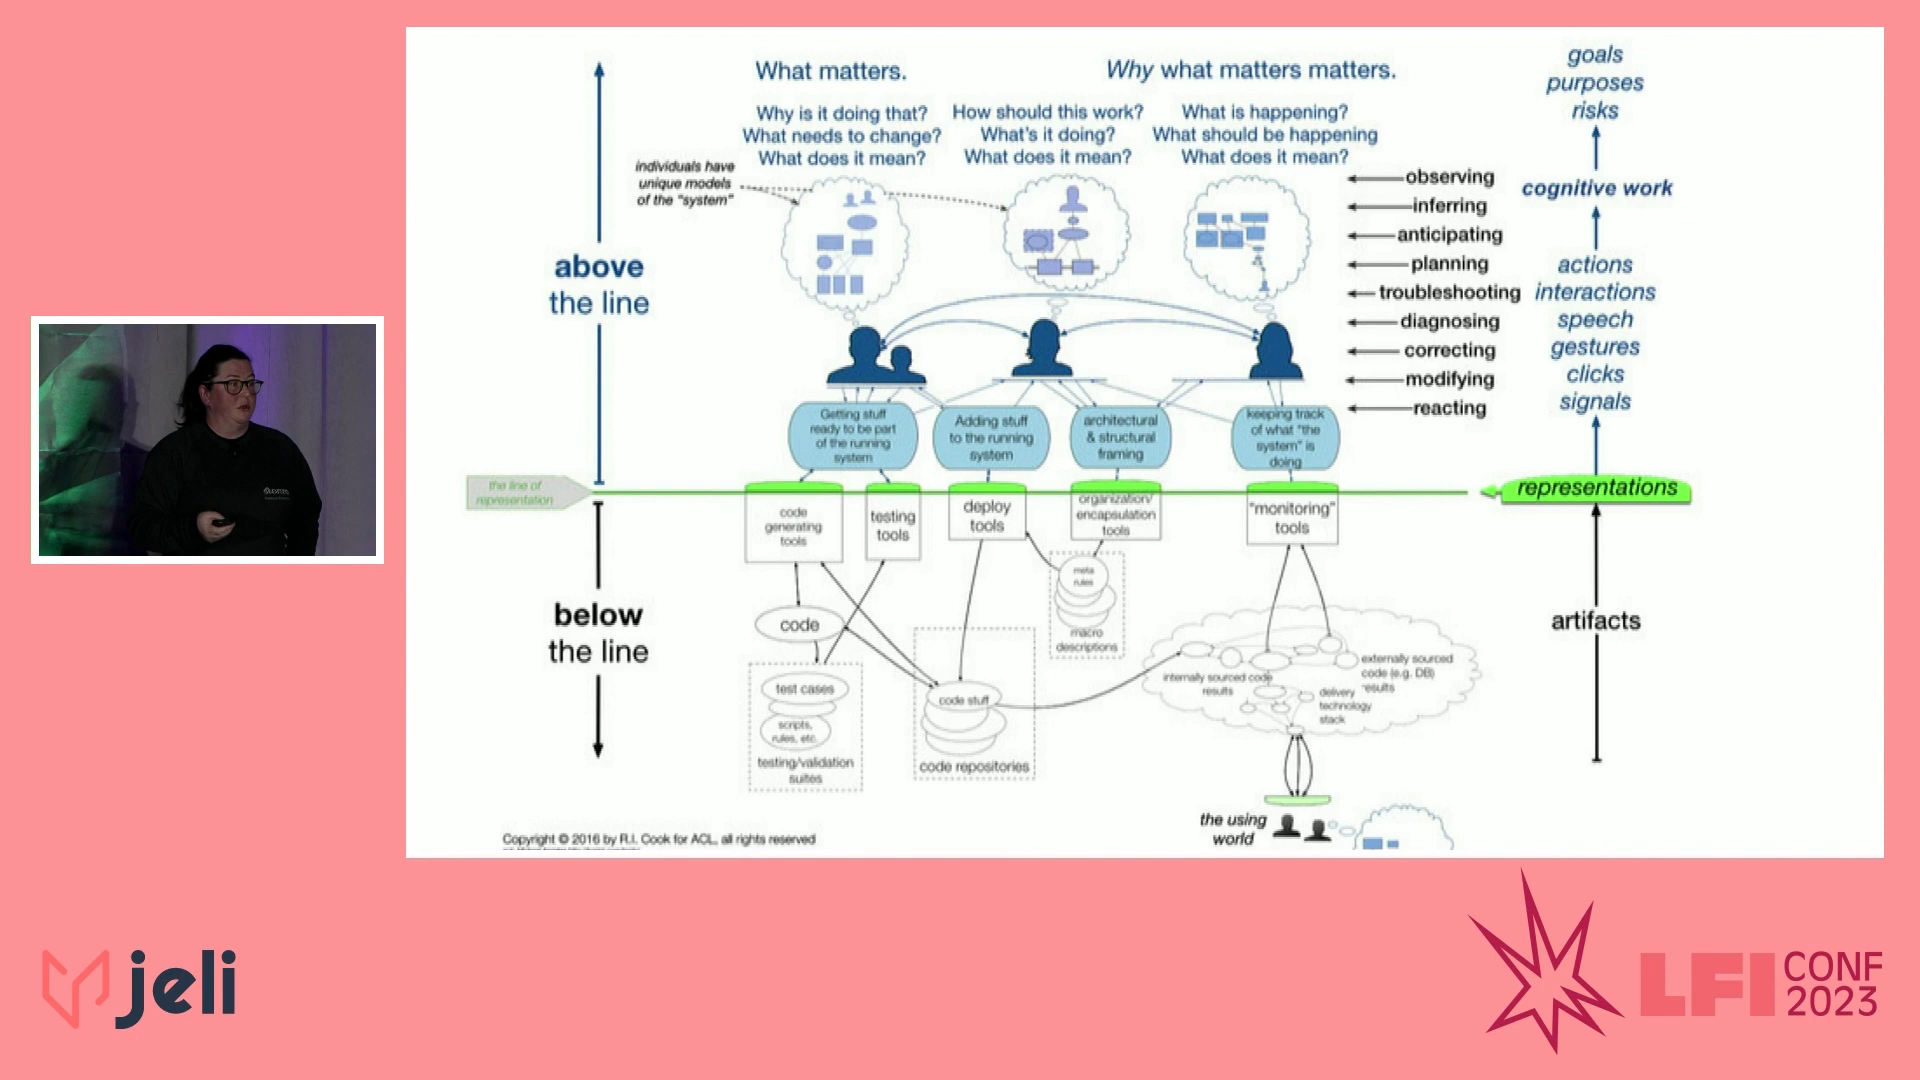 What matters.
Why what matters matters.
goals
purposes
risks
Why is it doing that?
What needs to change?
What does it mean?
How should this work?
What's it doing?
What does it mean?
What is happening?
What should be happening
What does it mean?
individuals have
unique models
of the "system"
observing
inferring
anticipating
planning
troubleshooting
diagnosing
correcting
modifying
reacting
cognitive work
actions
interactions
speech
gestures
clicks
signals
above
the line
Getting stuff
ready to be part
of the running
system
Adding stuff
to the running
system
architectural
& structural
framing
keeping track
of what "the
system" is
doing
the line of
representation
representations
code
generating
tools
testing
tools
deploy
tools
organization/
encapsulation
tools
"monitoring"
tools
below
the line
meta
rules
macro
descriptions
code
test cases
scripts,
rules, etc.
testing/validation
suites
code stuff
code repositories
internally sourced code
results
externally sourced
code (e.g. DB)
results
delivery
technology
stack
artifacts
the using
world
Copyright © 2016 by R.I. Cook for ACL, all rights reserved
jeli
LFI CONF
2023